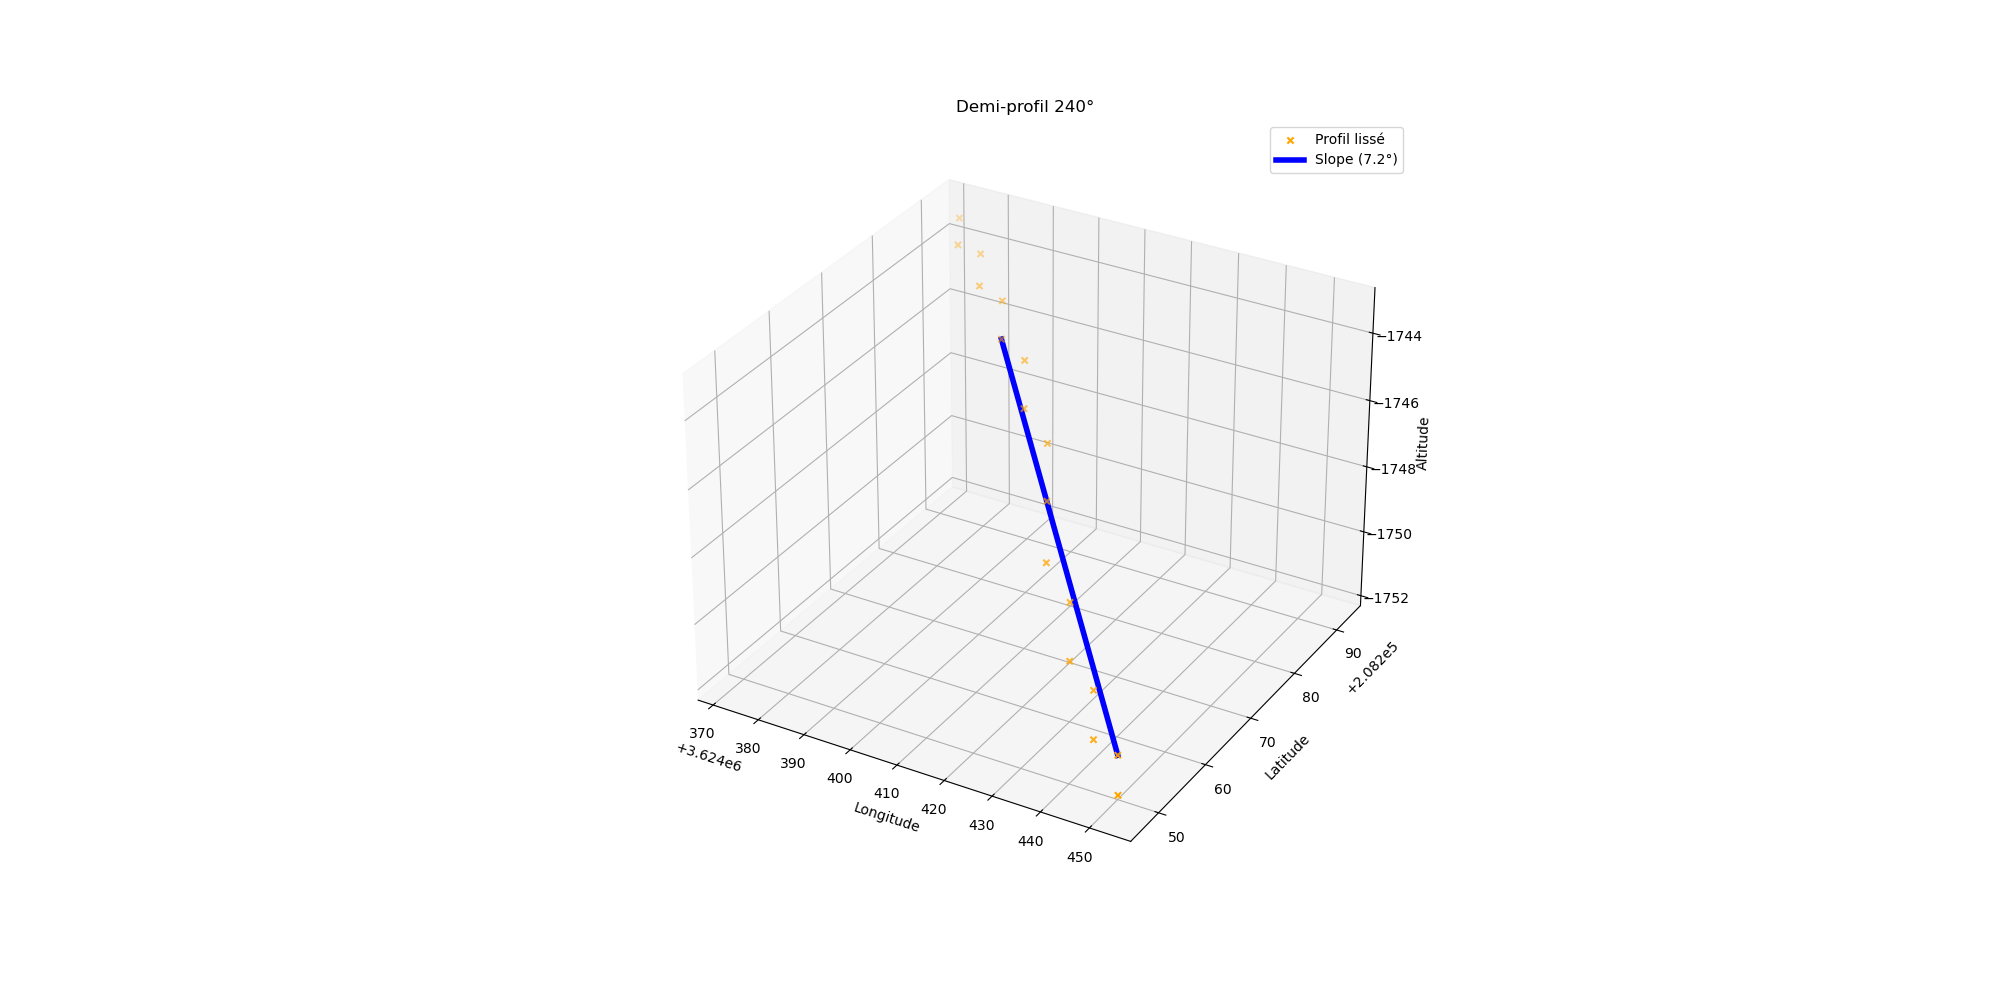 Demi-profil 240°
Profil lissé
Slope (7.2°)
−1744
−1746
−1748
−1750
−1752
Altitude
90
80
70
60
50
+2.082e5
Latitude
370
380
390
400
410
420
430
440
450
+3.624e6
Longitude